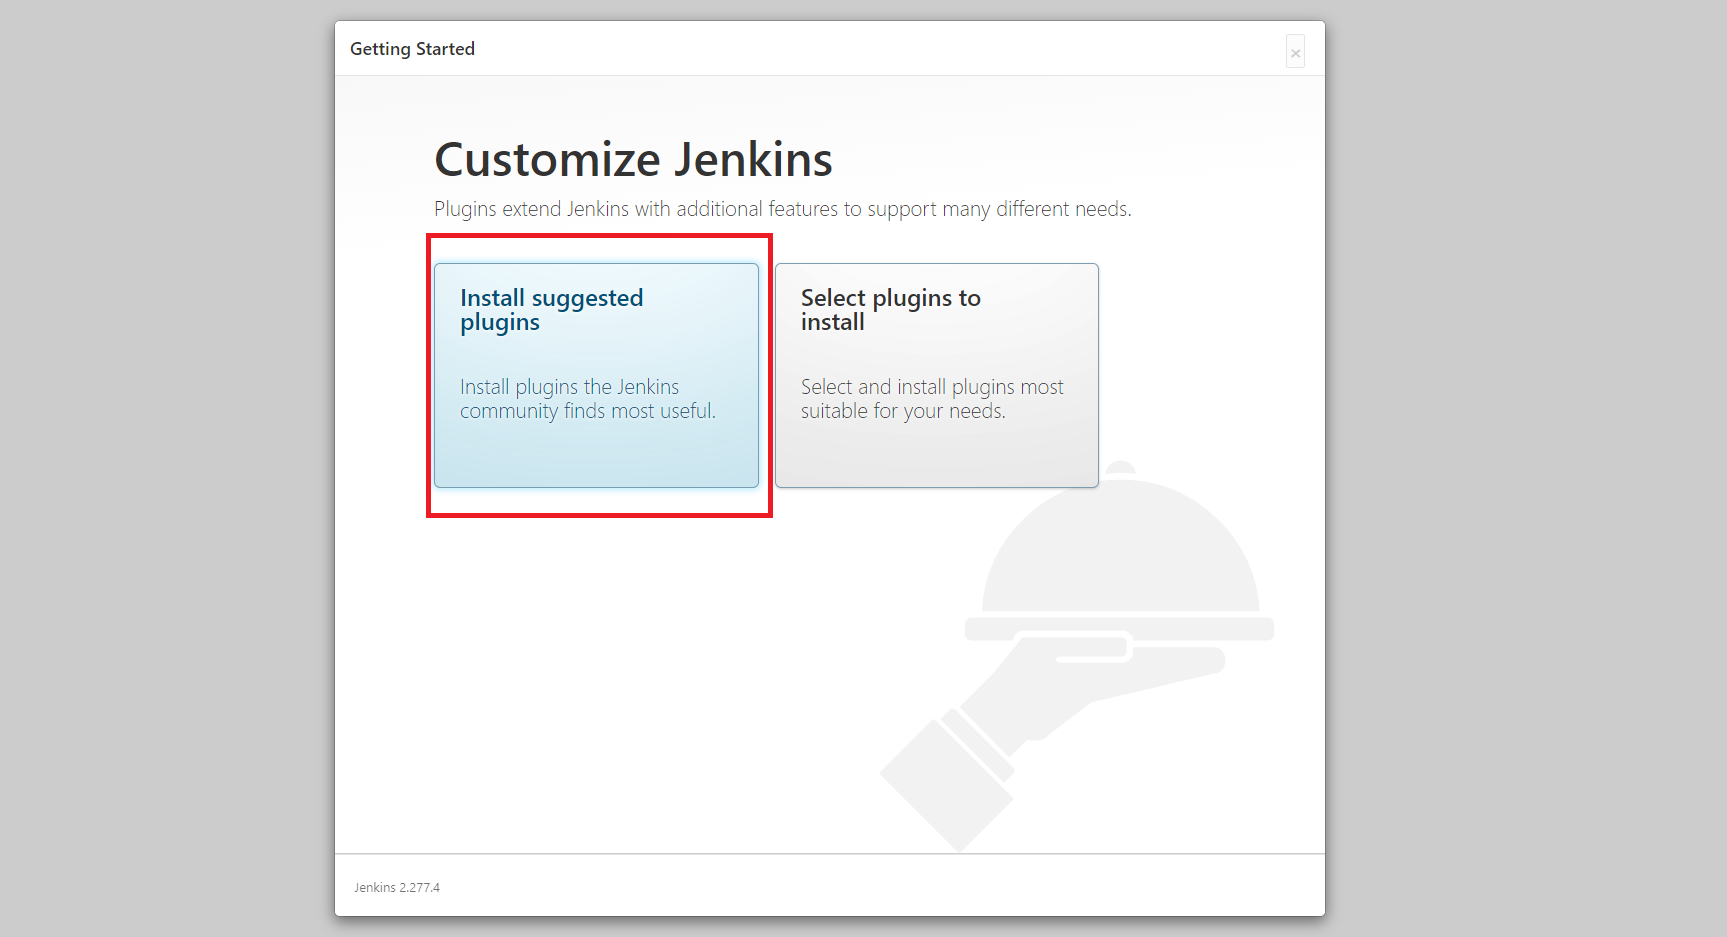 Getting Started
×
Customize Jenkins
Plugins extend Jenkins with additional features to support many different needs.
Install suggested
plugins
Install plugins the Jenkins
community finds most useful.
Select plugins to
install
Select and install plugins most
suitable for your needs.
Jenkins 2.277.4